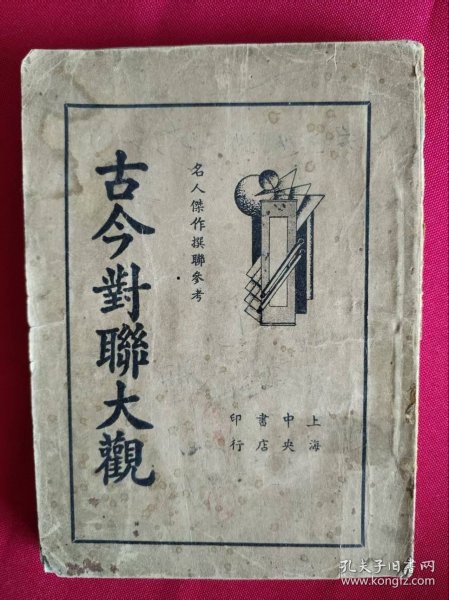 古今對聯大觀
名人傑作撰聯參考
上海
中央
書店
印行
孔夫子旧书网
www.kongfz.com